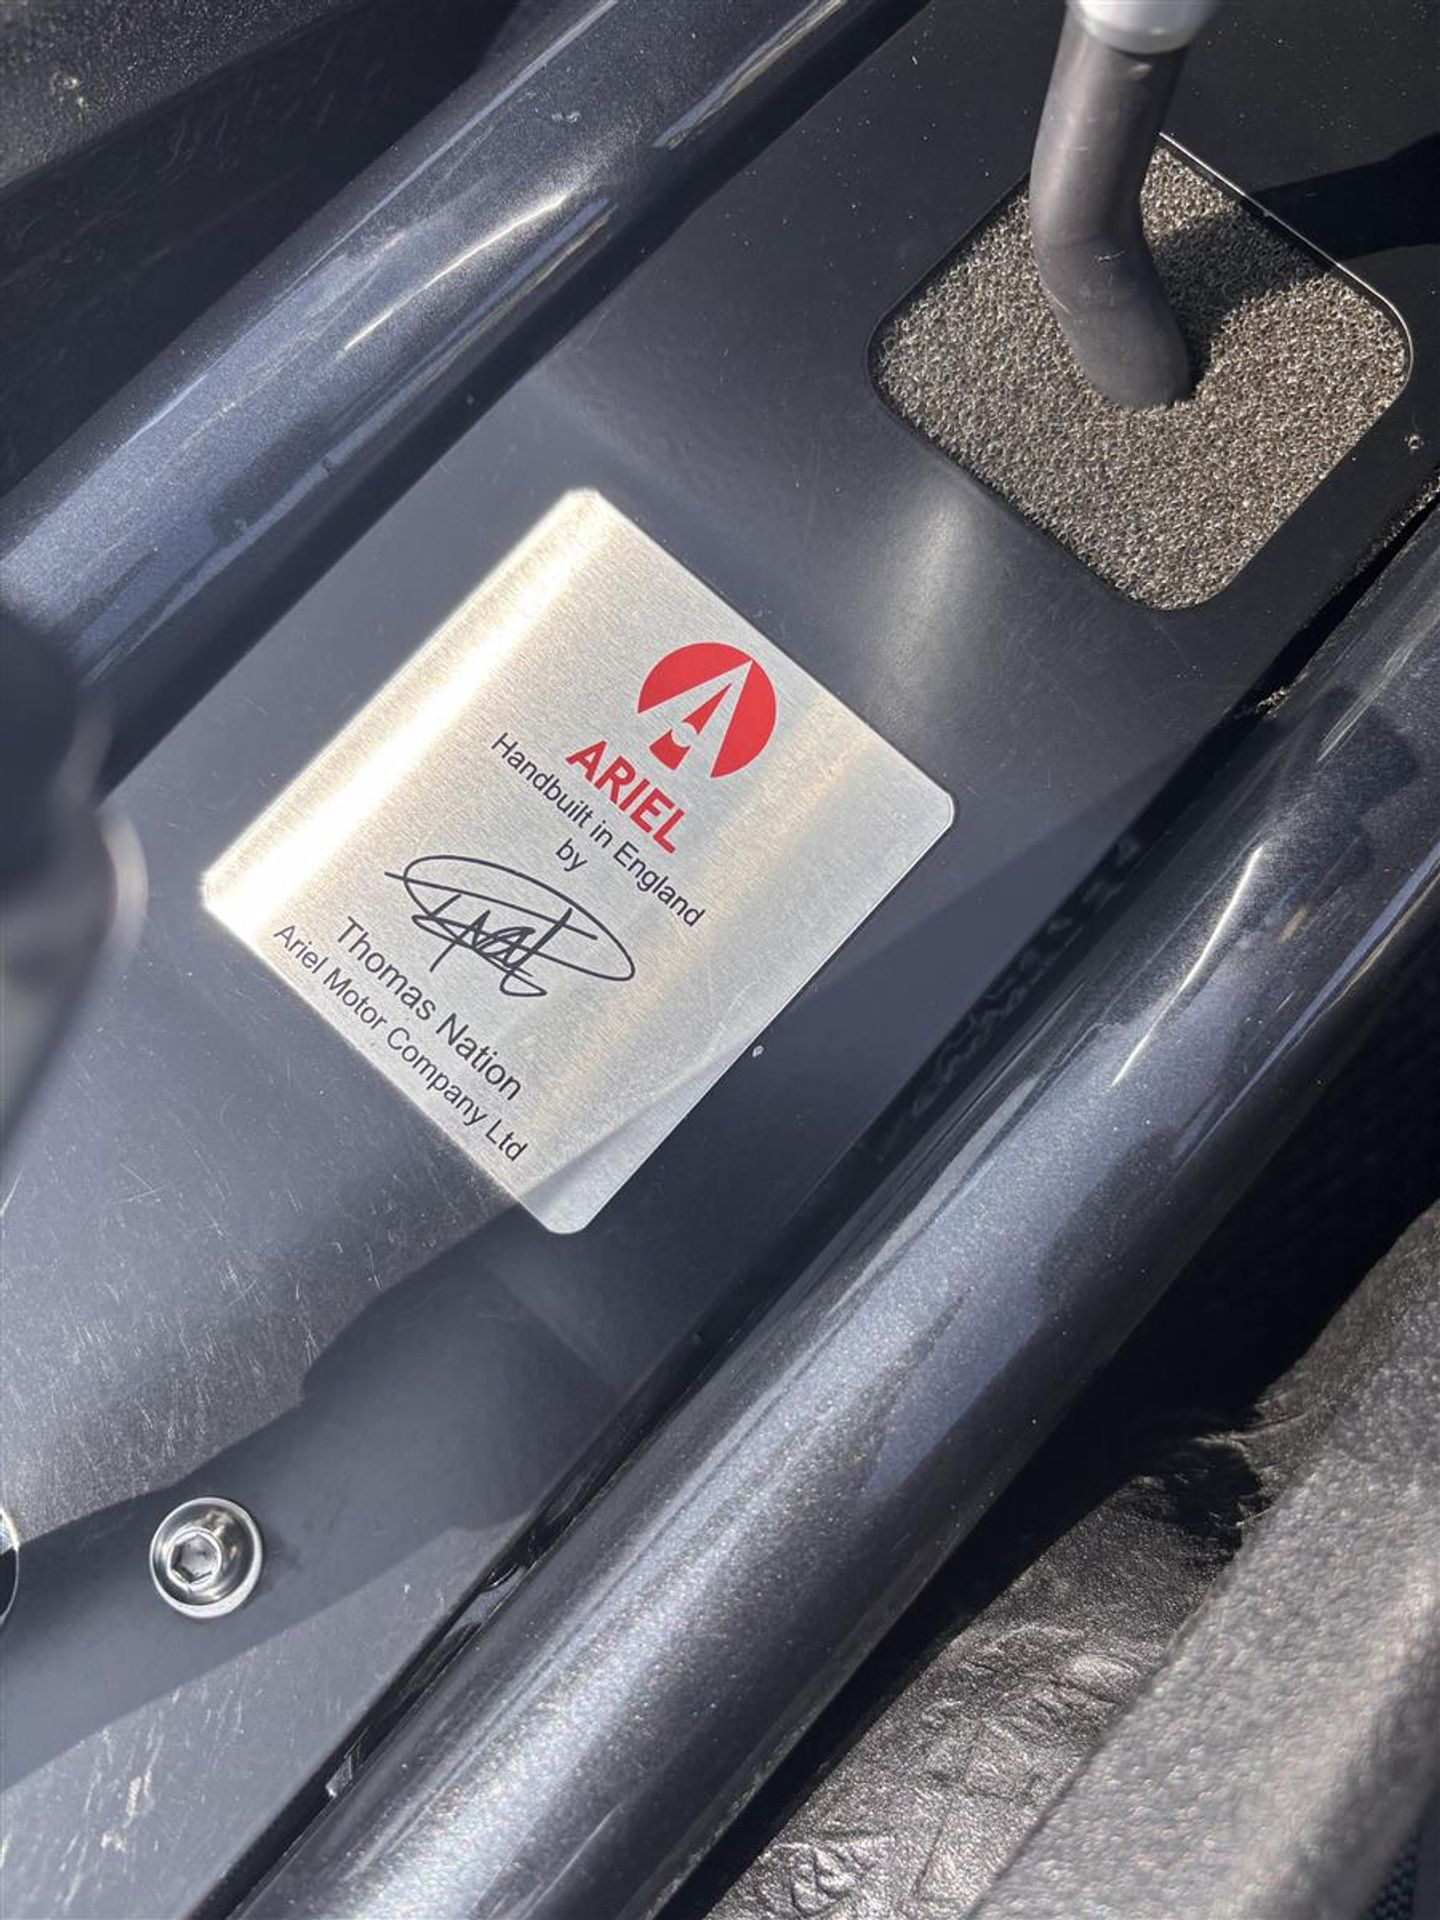 ARIEL
Handbuilt in England
by
Thomas Nation
Ariel Motor Company Ltd